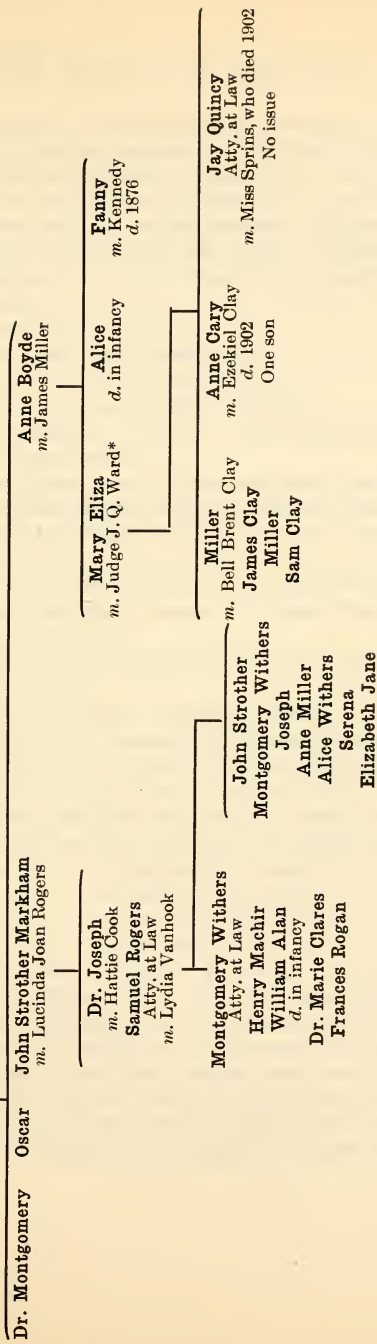 Dr. Montgomery
Oscar
John Strother Markham
m. Lucinda Joan Rogers
Anne Boyde
m. James Miller
Dr. Joseph
m. Hattie Cook
Samuel Rogers
Atty. at Law
m. Lydia Vanhook
Mary Eliza
m. Judge J. Q. Ward*
Alice
d. in infancy
Fanny
m. Kennedy
d. 1876
Montgomery Withers
Atty. at Law
Henry Machir
William Alan
d. in infancy
Dr. Marie Clares
Frances Rogan
John Strother
Montgomery Withers
Joseph
Anne Miller
Alice Withers
Serena
Elizabeth Jane
Miller
m. Bell Brent Clay
James Clay
Miller
Sam Clay
Anne Cary
m. Ezekiel Clay
d. 1902
One son
Jay Quincy
Atty. at Law
m. Miss Sprins, who died 1902
No issue